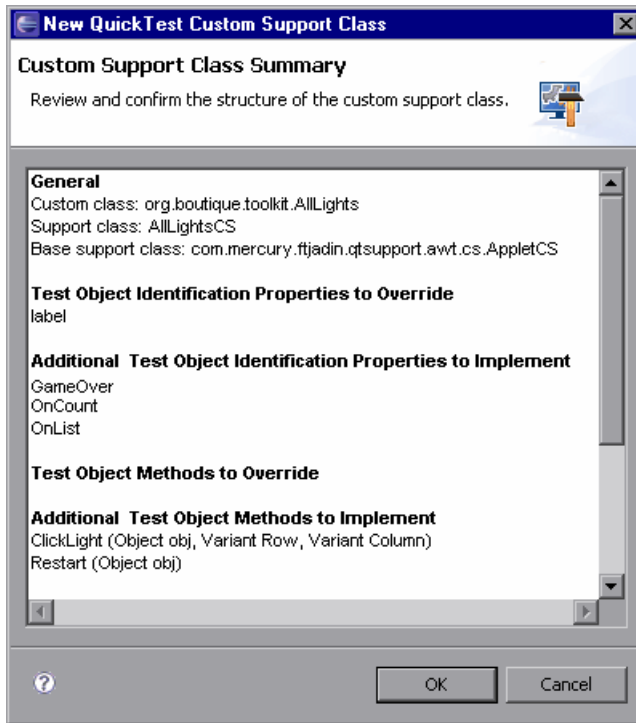 New QuickTest Custom Support Class
Custom Support Class Summary
Review and confirm the structure of the custom support class.
General
Custom class: org.boutique.toolkit.AllLights
Support class: AllLightsCS
Base support class: com.mercury.ftjadin.qtsupport.awt.cs.AppletCS
Test Object Identification Properties to Override
label
Additional Test Object Identification Properties to Implement
GameOver
OnCount
OnList
Test Object Methods to Override
Additional Test Object Methods to Implement
ClickLight (Object obj, Variant Row, Variant Column)
Restart (Object obj)
?
OK
Cancel